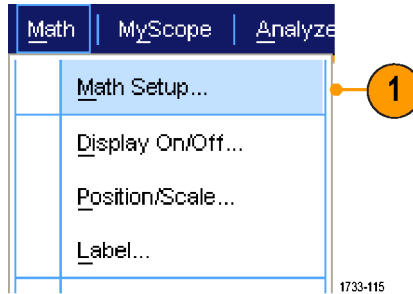 Math MyScope Analyze
Math Setup...
1
Display On/Off...
Position/Scale...
Label...
1733-115